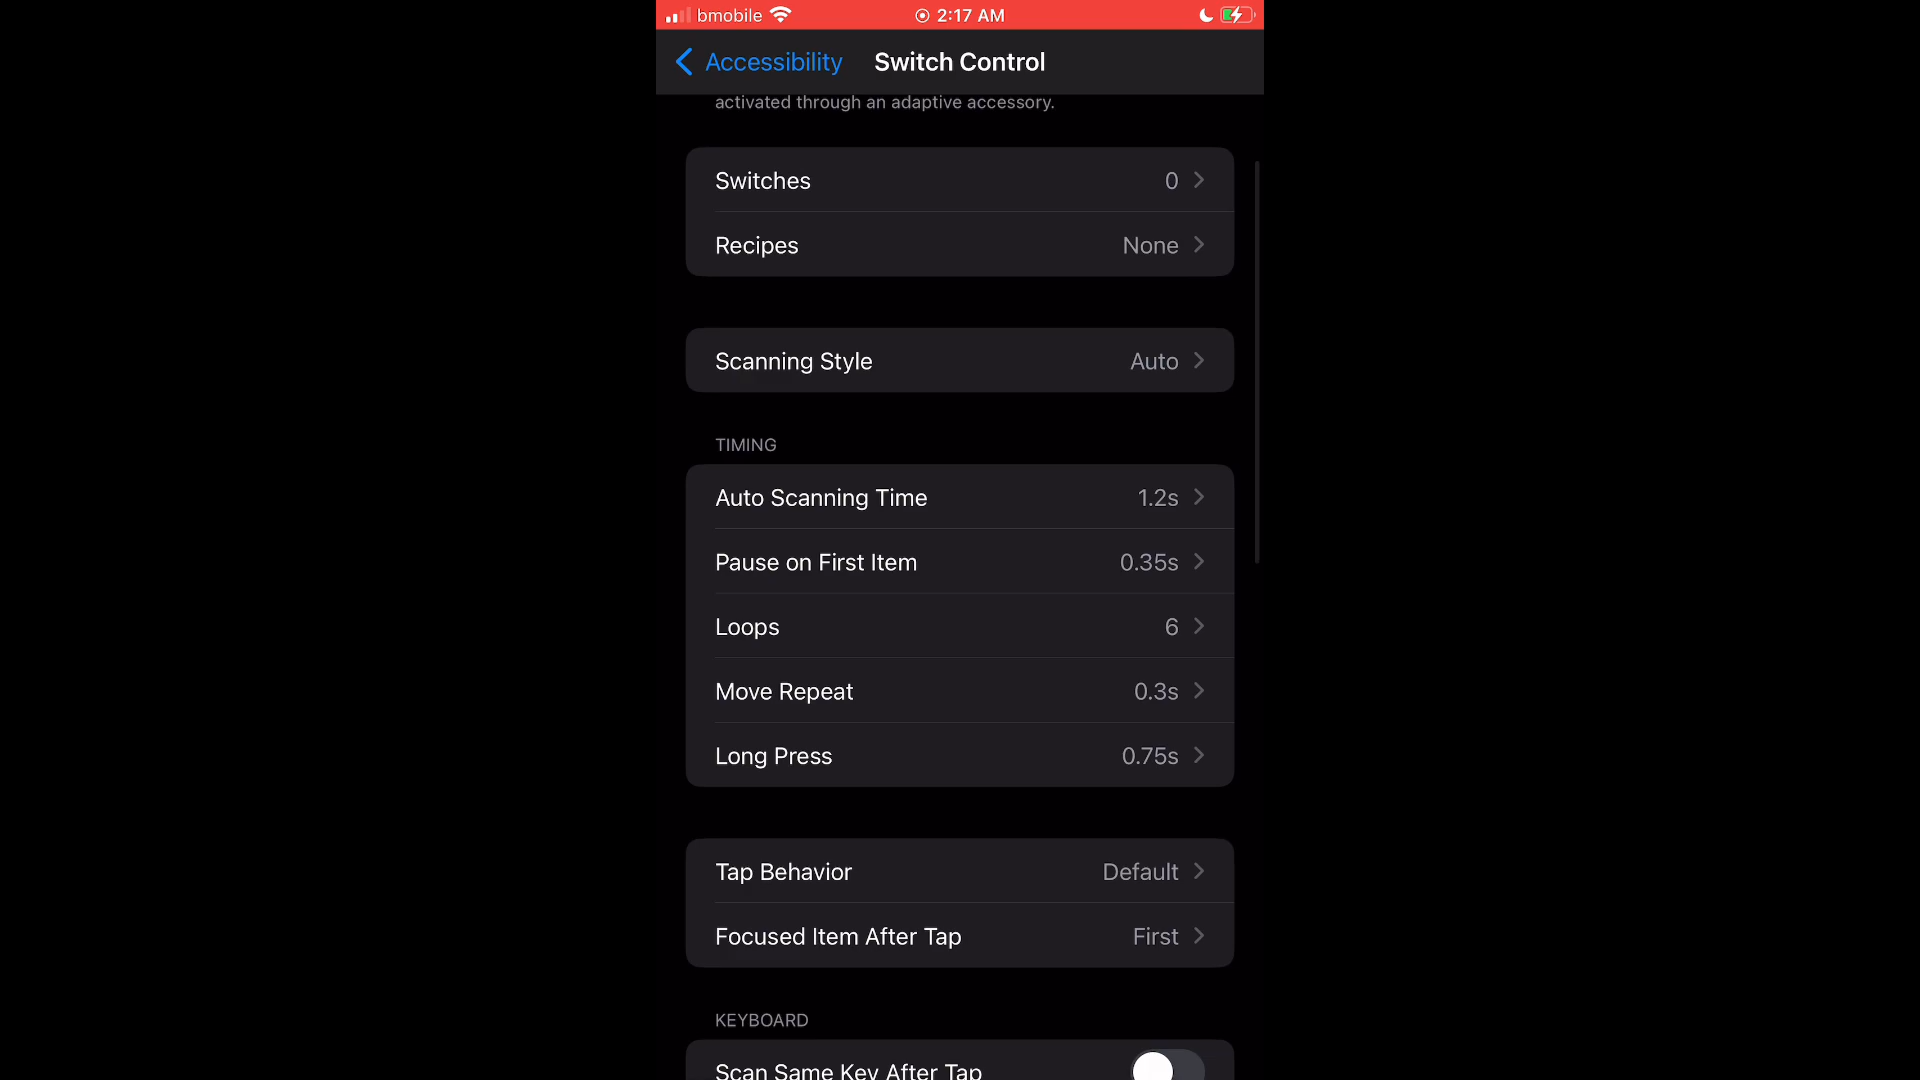 bmobile 2:17 AM
Accessibility Switch Control
activated through an adaptive accessory.
Switches 0
Recipes None
Scanning Style Auto
TIMING
Auto Scanning Time 1.2s
Pause on First Item 0.35s
Loops 6
Move Repeat 0.3s
Long Press 0.75s
Tap Behavior Default
Focused Item After Tap First
KEYBOARD
Scan Same Key After Tap